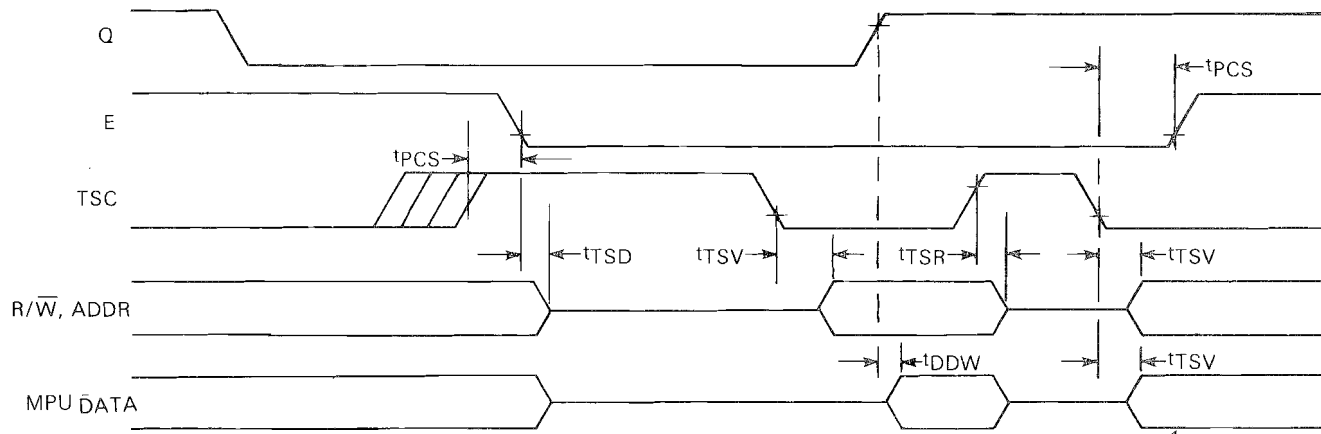 Q
tPCS
E
tPCS
TSC
tTSD
tTSV
tTSR
tTSV
R/W̅, ADDR
tDDW
tTSV
MPU DATA